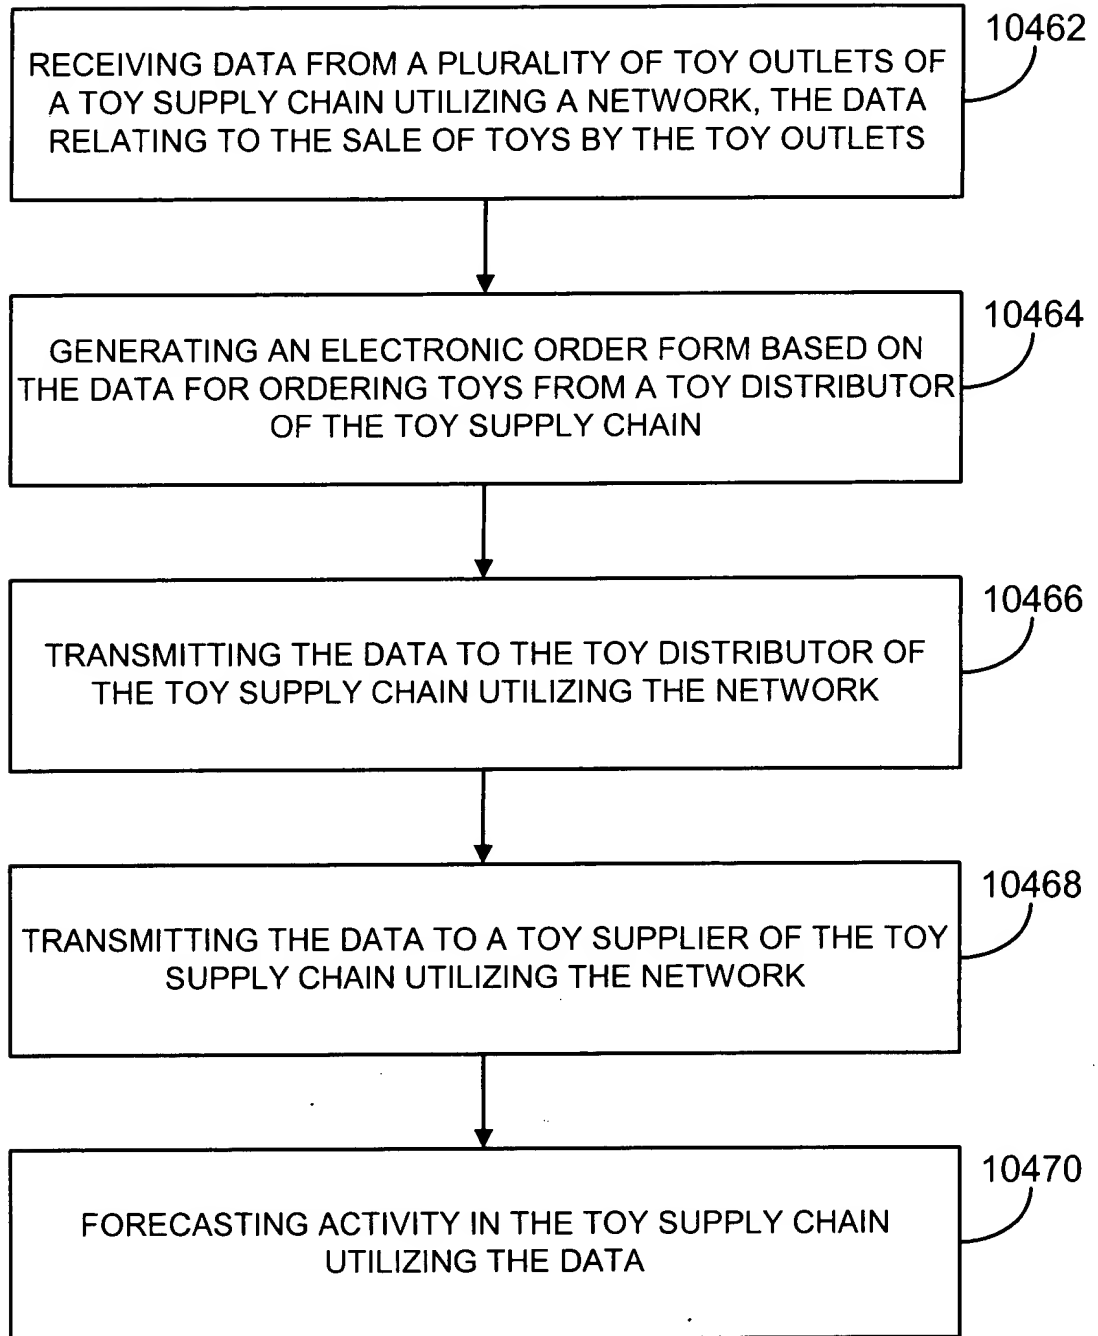 10462
RECEIVING DATA FROM A PLURALITY OF TOY OUTLETS OF
A TOY SUPPLY CHAIN UTILIZING A NETWORK, THE DATA
RELATING TO THE SALE OF TOYS BY THE TOY OUTLETS
10464
GENERATING AN ELECTRONIC ORDER FORM BASED ON
THE DATA FOR ORDERING TOYS FROM A TOY DISTRIBUTOR
OF THE TOY SUPPLY CHAIN
10466
TRANSMITTING THE DATA TO THE TOY DISTRIBUTOR OF
THE TOY SUPPLY CHAIN UTILIZING THE NETWORK
10468
TRANSMITTING THE DATA TO A TOY SUPPLIER OF THE TOY
SUPPLY CHAIN UTILIZING THE NETWORK
10470
FORECASTING ACTIVITY IN THE TOY SUPPLY CHAIN
UTILIZING THE DATA